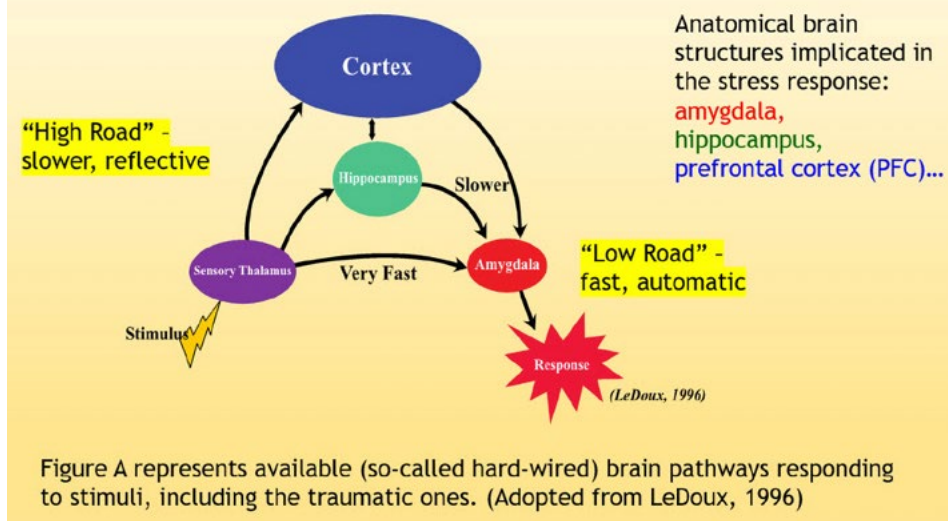 Cortex
Anatomical brain
structures implicated in
the stress response:
amygdala,
hippocampus,
prefrontal cortex (PFC)…
“High Road” –
slower, reflective
Hippocampus
Slower
Sensory Thalamus
Very Fast
Amygdala
“Low Road” –
fast, automatic
Stimulus
Response
(LeDoux, 1996)
Figure A represents available (so-called hard-wired) brain pathways responding
to stimuli, including the traumatic ones. (Adopted from LeDoux, 1996)